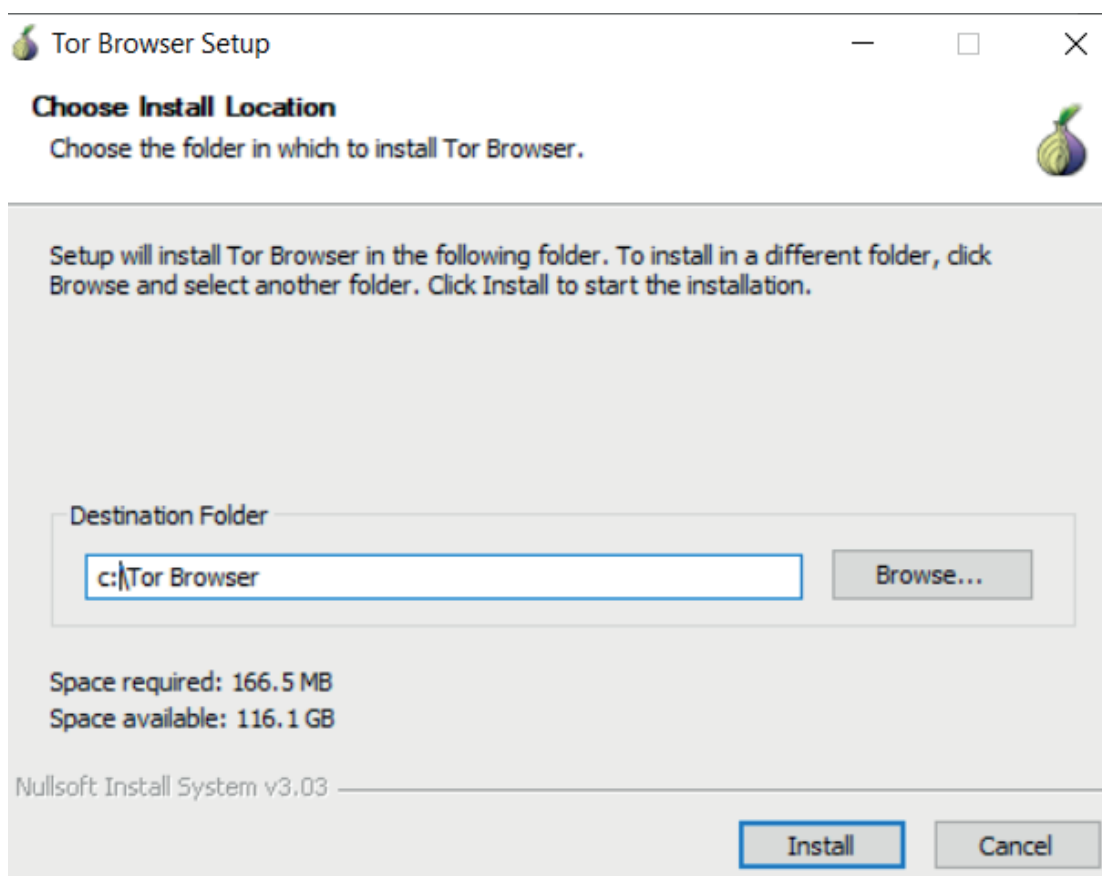 Tor Browser Setup
Choose Install Location
Choose the folder in which to install Tor Browser.
Setup will install Tor Browser in the following folder. To install in a different folder, click
Browse and select another folder. Click Install to start the installation.
Destination Folder
c:\Tor Browser
Browse...
Space required: 166.5 MB
Space available: 116.1 GB
Nullsoft Install System v3.03
Install
Cancel